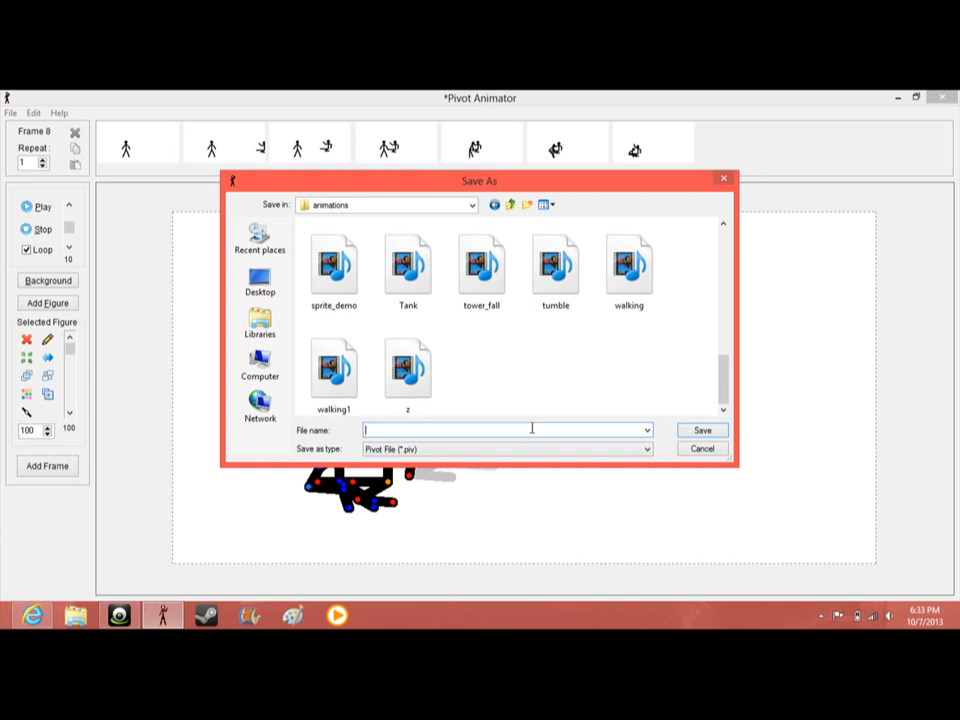 *Pivot Animator
File Edit Help
Frame 8
Repeat:
1
Save As
Save in: animations
Play
Stop
Loop
10
Background
Add Figure
Selected Figure
100
100
Add Frame
Recent places
Desktop
Libraries
Computer
Network
sprite_demo Tank tower_fall tumble walking
walking1 z
File name:
Save
Save as type: Pivot File (*.piv)
Cancel
6:33 PM
10/7/2013